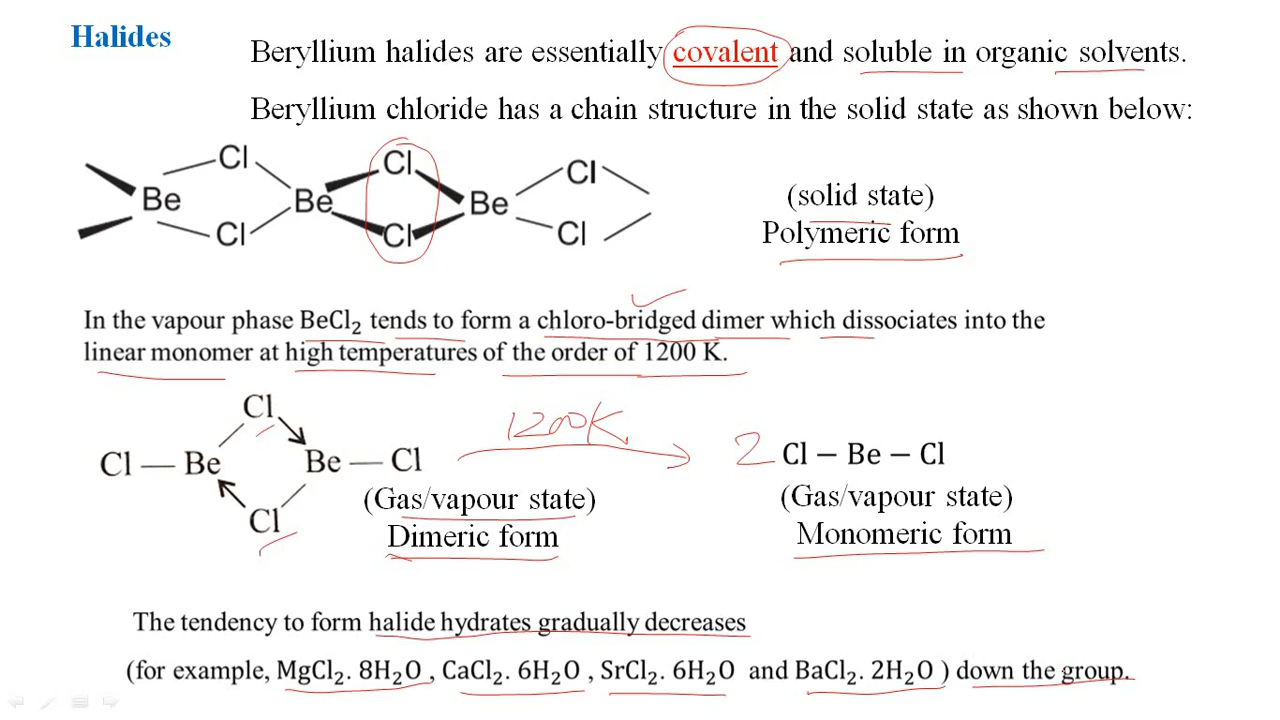 Halides
Beryllium halides are essentially covalent and soluble in organic solvents.
Beryllium chloride has a chain structure in the solid state as shown below:
Cl Cl Cl
Be Be Be
Cl Cl Cl
(solid state)
Polymeric form
In the vapour phase BeCl₂ tends to form a chloro-bridged dimer which dissociates into the
linear monomer at high temperatures of the order of 1200 K.
Cl
Cl — Be Be — Cl
Cl
(Gas/vapour state)
Dimeric form
1200K
2 Cl − Be − Cl
(Gas/vapour state)
Monomeric form
The tendency to form halide hydrates gradually decreases
(for example, MgCl₂. 8H₂O , CaCl₂. 6H₂O , SrCl₂. 6H₂O and BaCl₂. 2H₂O ) down the group.